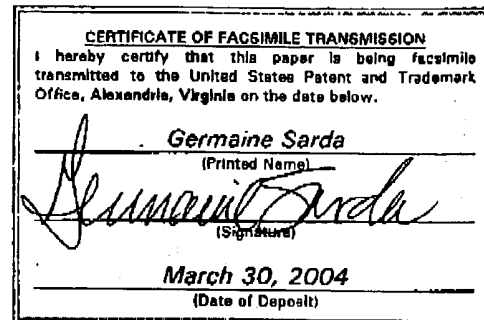 CERTIFICATE OF FACSIMILE TRANSMISSION
I hereby certify that this paper is being facsimile
transmitted to the United States Patent and Trademark
Office, Alexandria, Virginia on the date below.
Germaine Sarda
(Printed Name)
Germaine Sarda
(Signature)
March 30, 2004
(Date of Deposit)